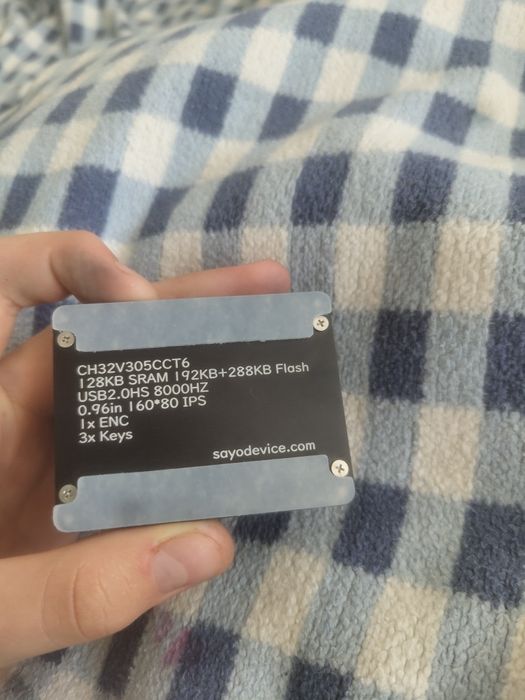 CH32V305CCT6
128KB SRAM 192KB+288KB Flash
USB2.0HS 8000HZ
0.96in 160*80 IPS
1x ENC
3x Keys
sayodevice.com